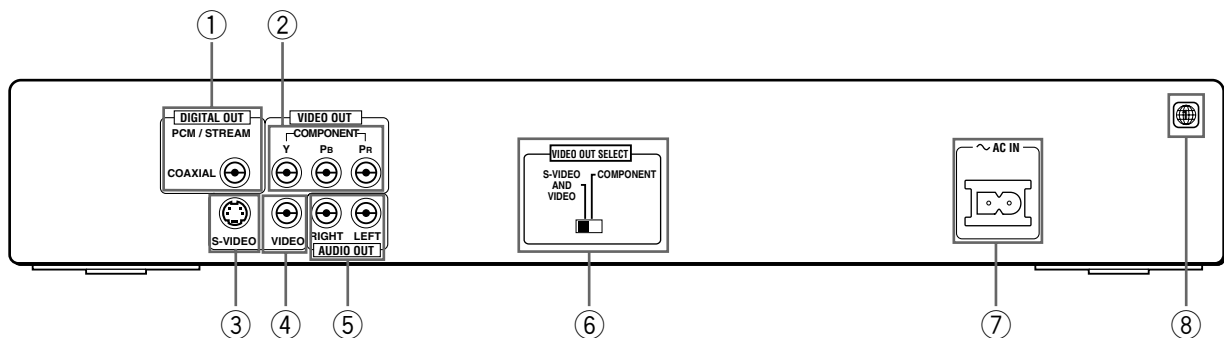 ① ②
DIGITAL OUT
PCM / STREAM
COAXIAL
VIDEO OUT
COMPONENT
Y PB PR
S-VIDEO
VIDEO
RIGHT LEFT
AUDIO OUT
VIDEO OUT SELECT
S-VIDEO
AND
VIDEO
COMPONENT
～ AC IN
③ ④ ⑤ ⑥ ⑦ ⑧